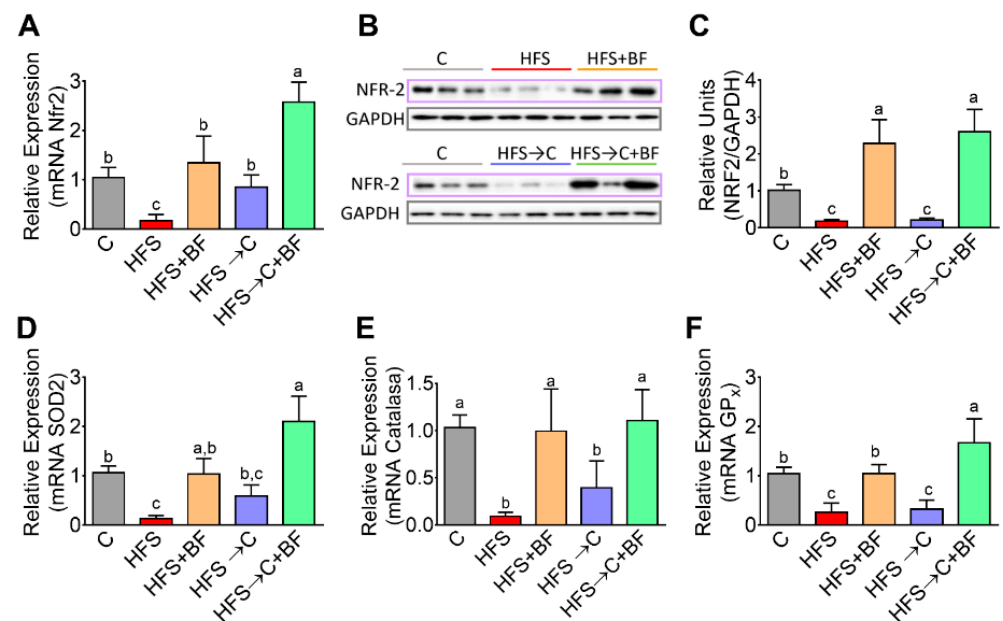 A
Relative Expression
(mRNA Nfr2)
3
2
1
0
b
c
b
b
a
C
HFS
HFS+BF
HFS →C
HFS→C+BF
B
C
HFS
HFS+BF
NFR-2
GAPDH
C
HFS→C
HFS→C+BF
NFR-2
GAPDH
C
Relative Units
(NRF2/GAPDH)
4
3
2
1
0
b
c
a
c
a
C
HFS
HFS+BF
HFS →C
HFS→C+BF
D
Relative Expression
(mRNA SOD2)
3
2
1
0
b
c
a,b
b,c
a
C
HFS
HFS+BF
HFS →C
HFS→C+BF
E
Relative Expression
(mRNA Catalasa)
1.5
1.0
0.5
0.0
a
b
a
b
a
C
HFS
HFS+BF
HFS →C
HFS→C+BF
F
Relative Expression
(mRNA GPx)
3
2
1
0
b
c
b
c
a
C
HFS
HFS+BF
HFS →C
HFS→C+BF